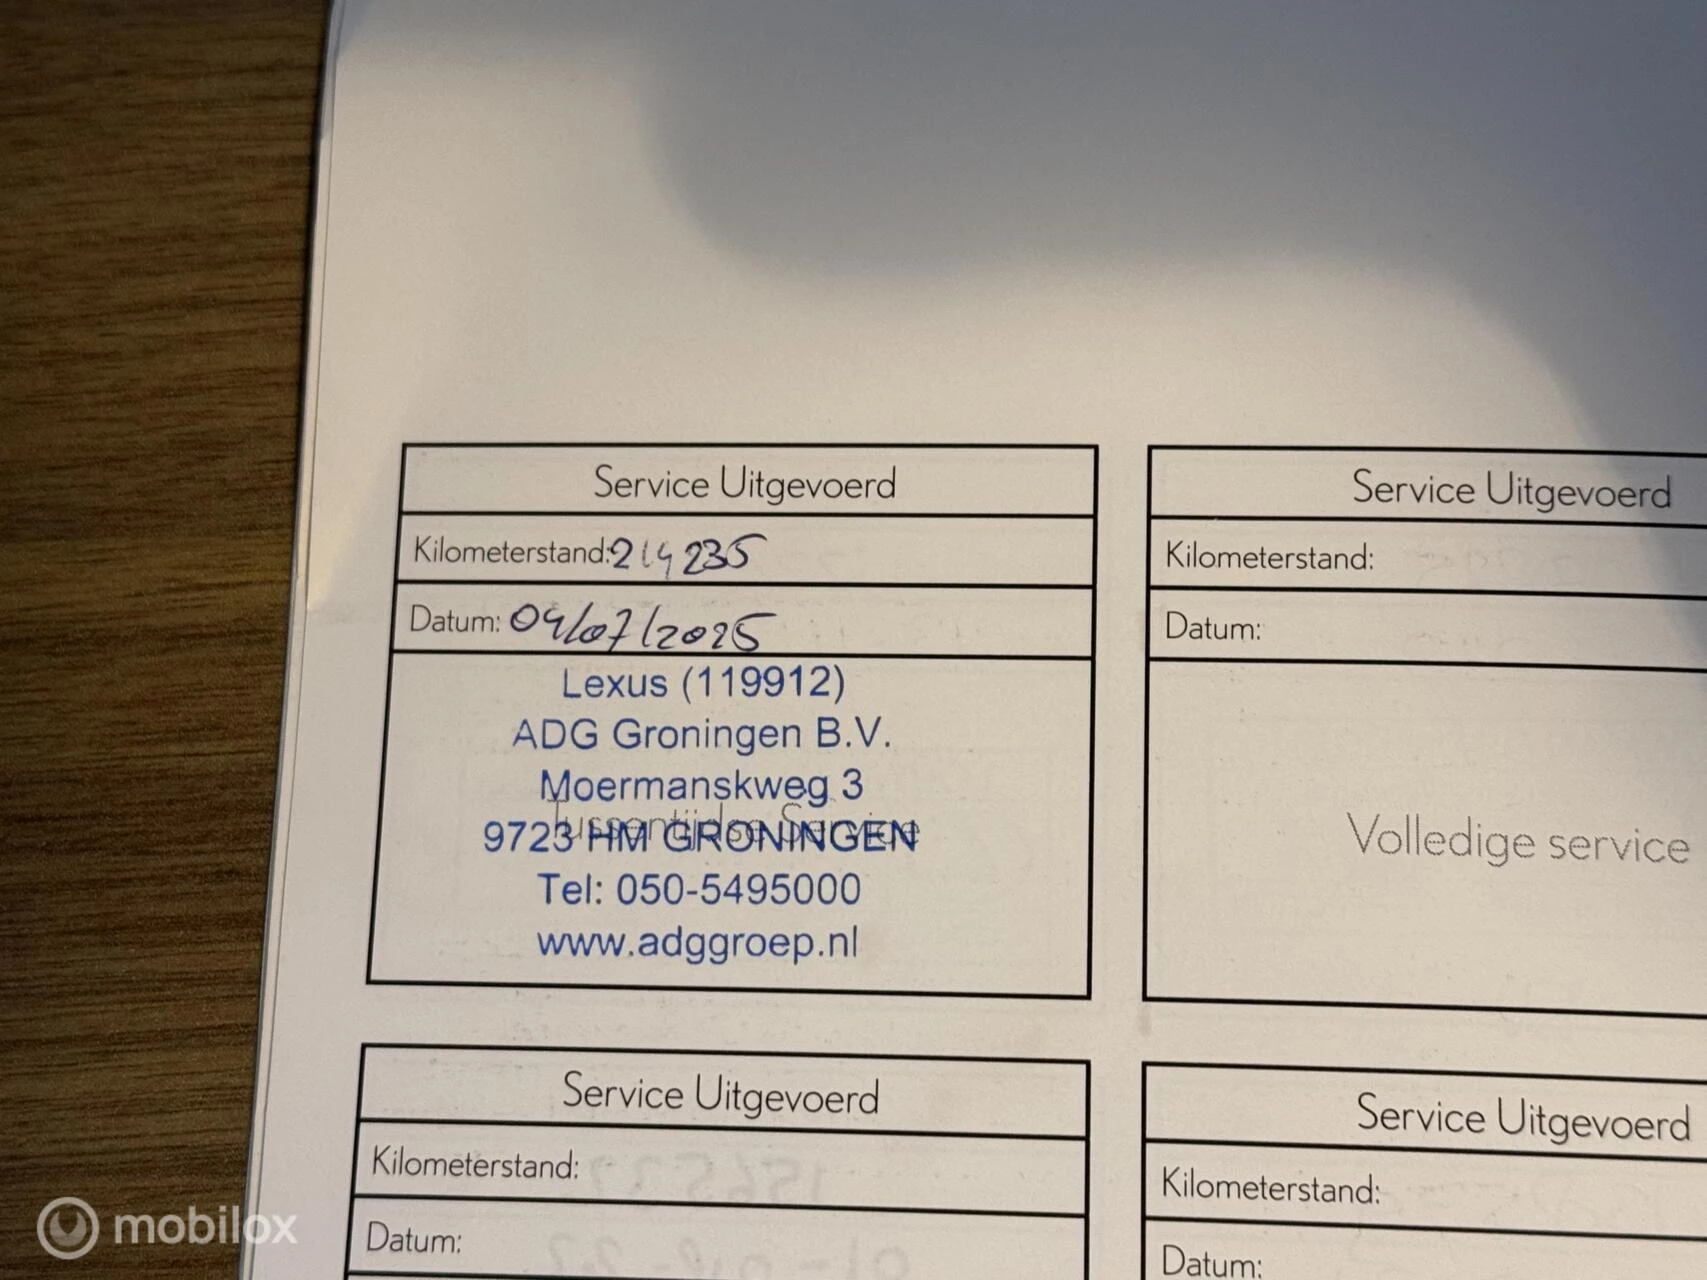 Service Uitgevoerd
Kilometerstand: 214235
Datum: 04/07/2025
Lexus (119912)
ADG Groningen B.V.
Moermanskweg 3
Tussentijdse Service
9723 HM GRONINGEN
Tel: 050-5495000
www.adggroep.nl
Service Uitgevoerd
Kilometerstand:
Datum:
Volledige service
Service Uitgevoerd
Kilometerstand:
Datum:
Service Uitgevoerd
Kilometerstand:
Datum:
mobilox